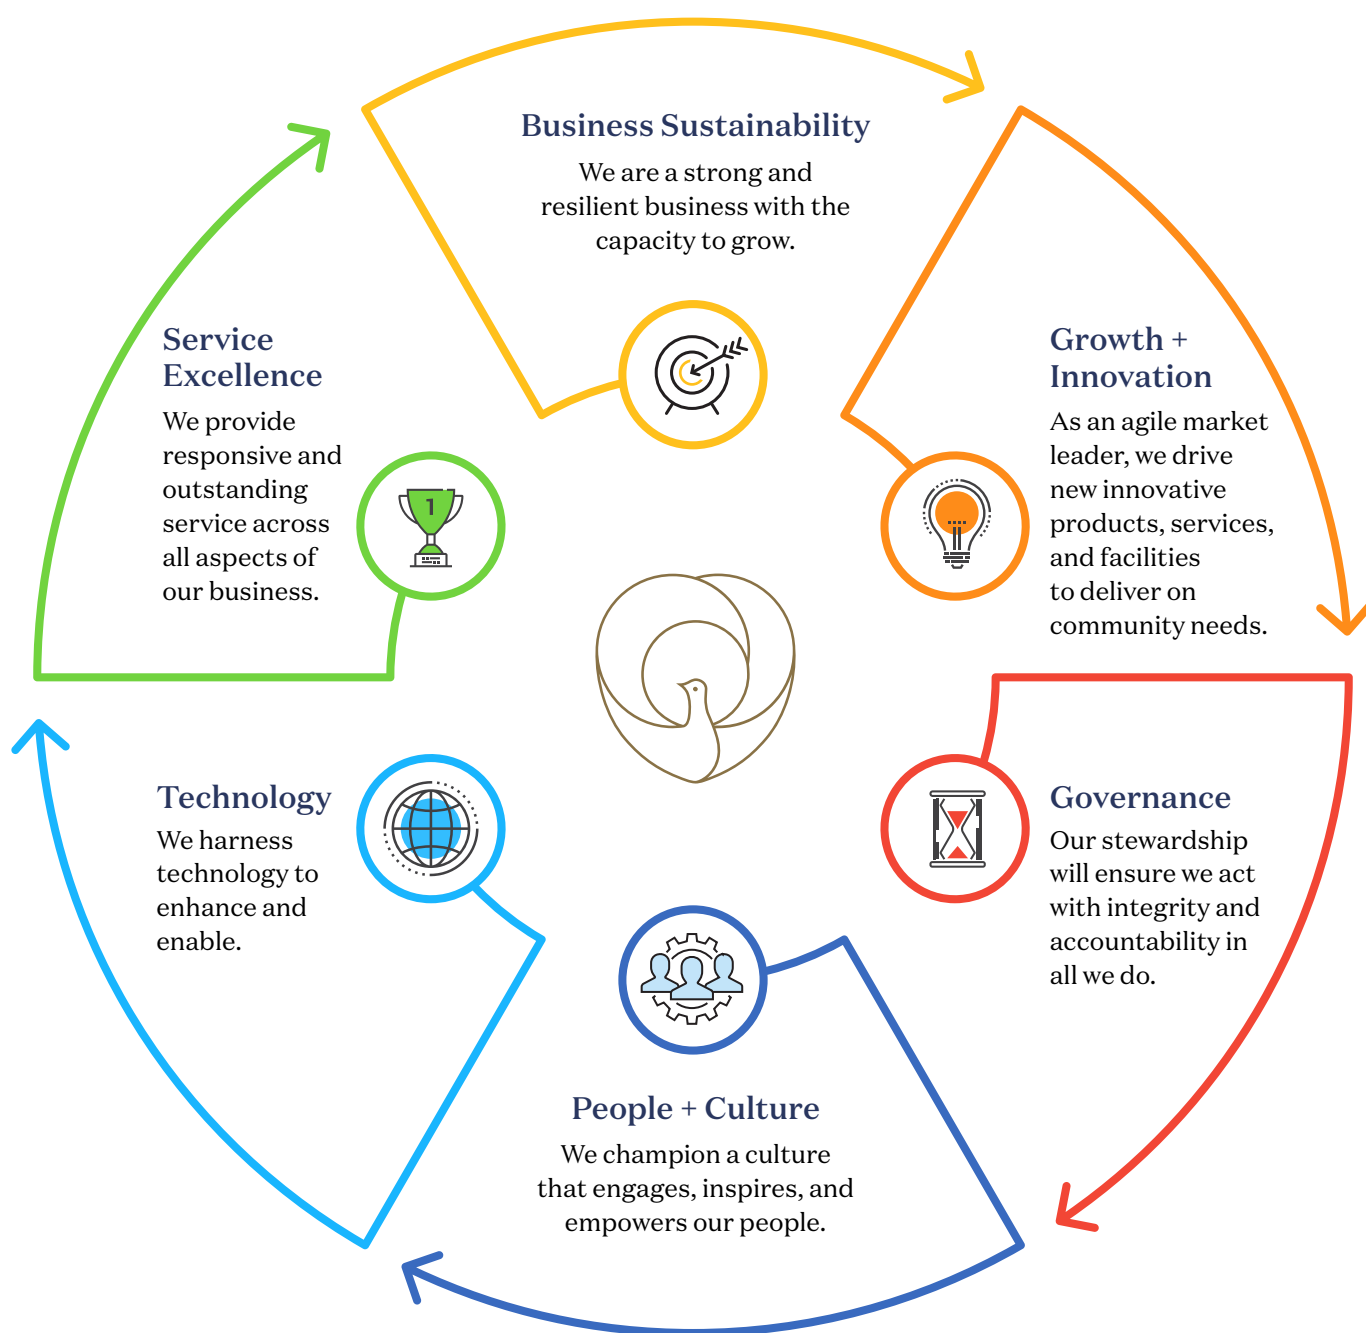 Business Sustainability
We are a strong and
resilient business with the
capacity to grow.
Growth +
Innovation
As an agile market
leader, we drive
new innovative
products, services,
and facilities
to deliver on
community needs.
Governance
Our stewardship
will ensure we act
with integrity and
accountability in
all we do.
People + Culture
We champion a culture
that engages, inspires, and
empowers our people.
Technology
We harness
technology to
enhance and
enable.
Service
Excellence
We provide
responsive and
outstanding
service across
all aspects of
our business.
1